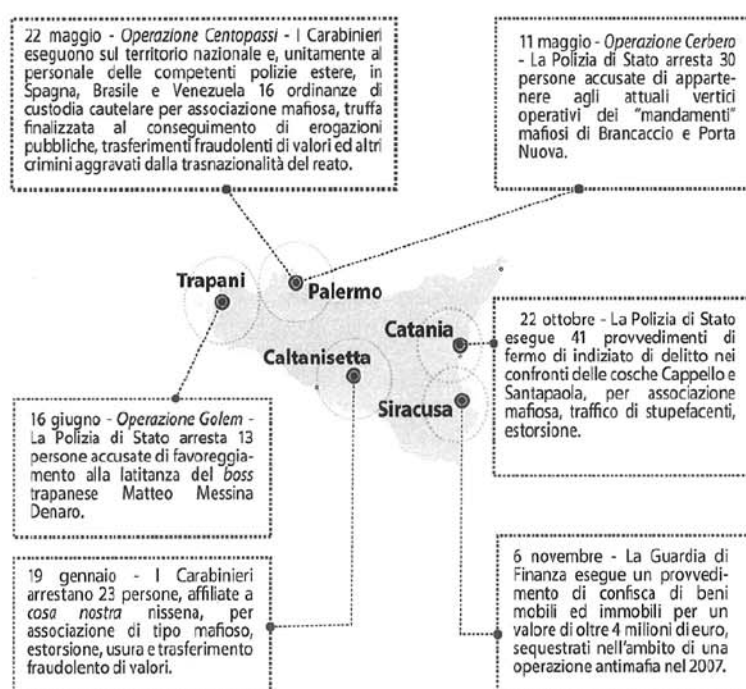 22 maggio - Operazione Centopassi - I Carabinieri
eseguono sul territorio nazionale e, unitamente al
personale delle competenti polizie estere, in
Spagna, Brasile e Venezuela 16 ordinanze di
custodia cautelare per associazione mafiosa, truffa
finalizzata al conseguimento di erogazioni
pubbliche, trasferimenti fraudolenti di valori ed altri
crimini aggravati dalla trasnazionalità del reato.
11 maggio - Operazione Cerbero
- La Polizia di Stato arresta 30
persone accusate di apparte-
nere agli attuali vertici
operativi dei "mandamenti"
mafiosi di Brancaccio e Porta
Nuova.
Trapani
Palermo
Catania
Caltanisetta
Siracusa
22 ottobre - La Polizia di Stato
esegue 41 provvedimenti di
fermo di indiziato di delitto nei
confronti delle cosche Cappello e
Santapaola, per associazione
mafiosa, traffico di stupefacenti,
estorsione.
16 giugno - Operazione Golem -
La Polizia di Stato arresta 13
persone accusate di favoreggia-
mento alla latitanza del boss
trapanese Matteo Messina
Denaro.
19 gennaio - I Carabinieri
arrestano 23 persone, affiliate a
cosa nostra nissena, per
associazione di tipo mafioso,
estorsione, usura e trasferimento
fraudolento di valori.
6 novembre - La Guardia di
Finanza esegue un provvedi-
mento di confisca di beni
mobili ed immobili per un
valore di oltre 4 milioni di euro,
sequestrati nell'ambito di una
operazione antimafia nel 2007.